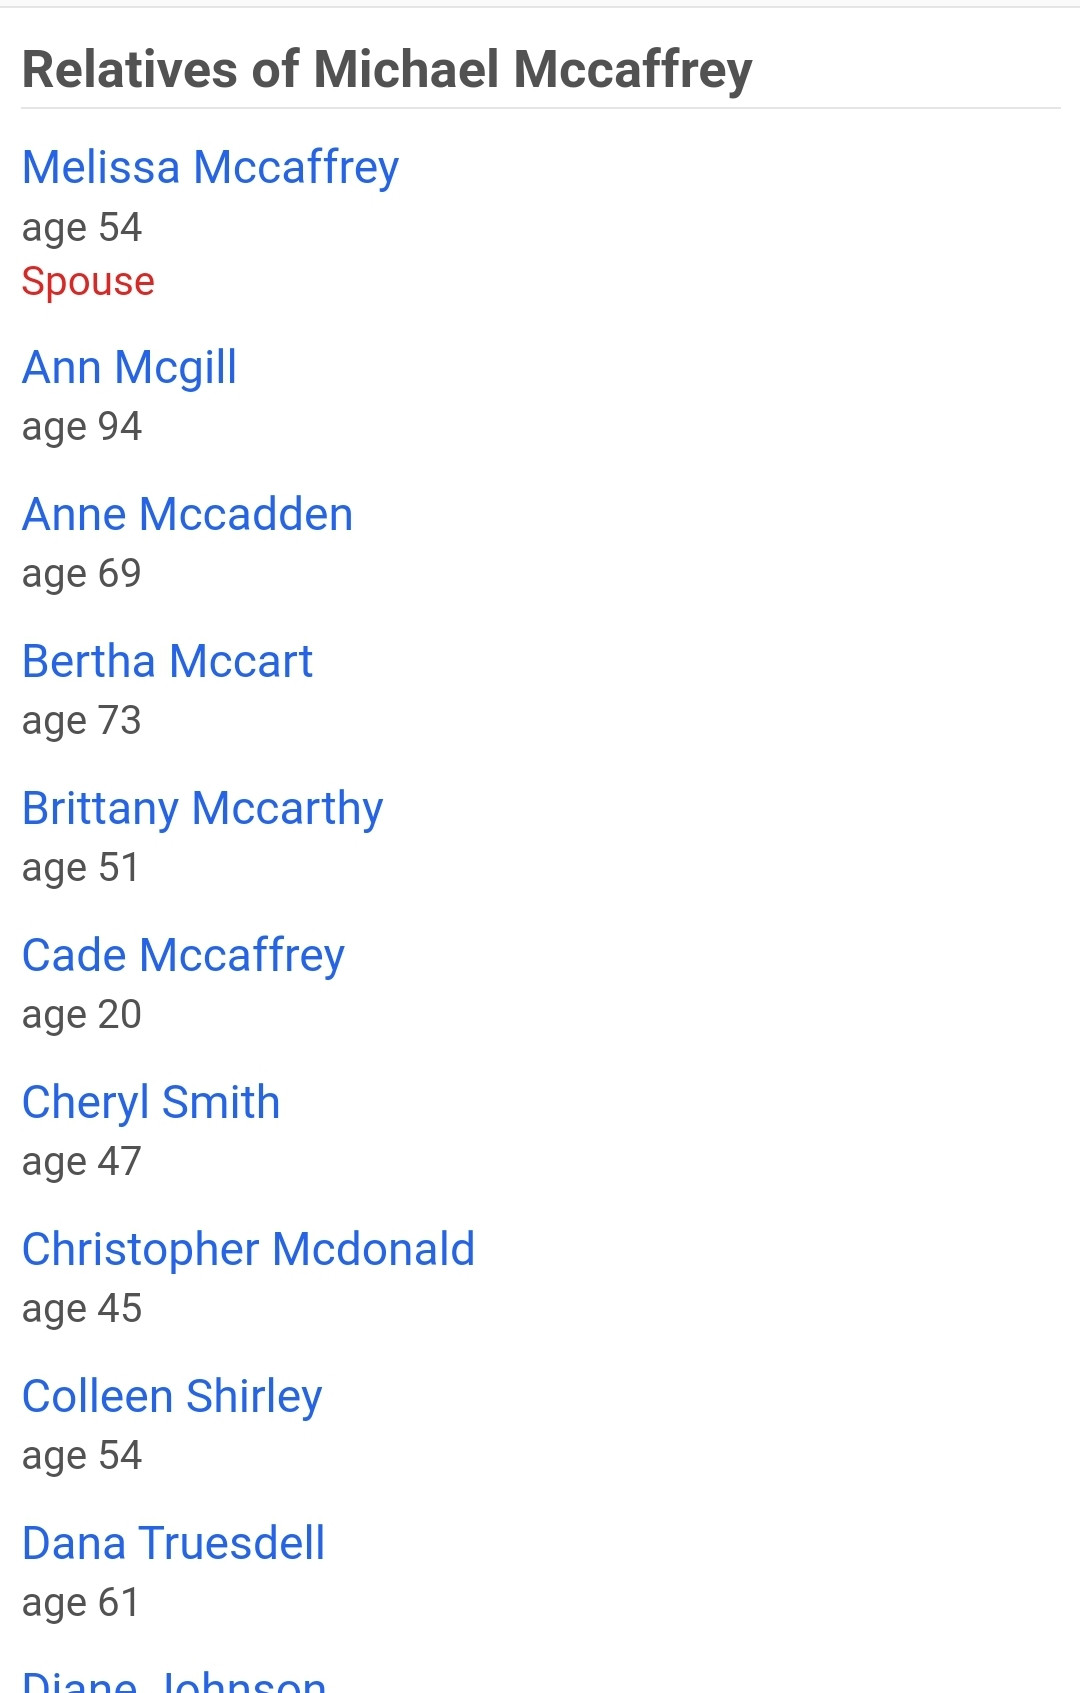 Relatives of Michael Mccaffrey
Melissa Mccaffrey
age 54
Spouse
Ann Mcgill
age 94
Anne Mccadden
age 69
Bertha Mccart
age 73
Brittany Mccarthy
age 51
Cade Mccaffrey
age 20
Cheryl Smith
age 47
Christopher Mcdonald
age 45
Colleen Shirley
age 54
Dana Truesdell
age 61
Diane Johnson